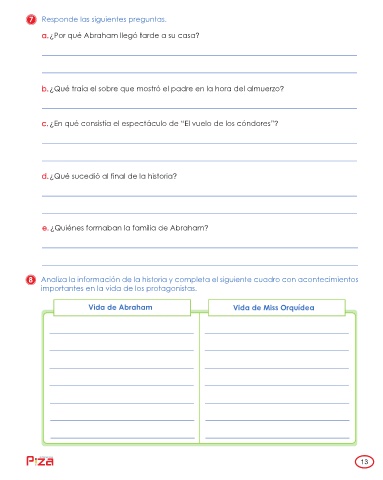 7 Responde las siguientes preguntas.
a. ¿Por qué Abraham llegó tarde a su casa?
b. ¿Qué traía el sobre que mostró el padre en la hora del almuerzo?
c. ¿En qué consistía el espectáculo de “El vuelo de los cóndores”?
d. ¿Qué sucedió al final de la historia?
e. ¿Quiénes formaban la familia de Abraham?
8 Analiza la información de la historia y completa el siguiente cuadro con acontecimientos
importantes en la vida de los protagonistas.
Vida de Abraham
Vida de Miss Orquídea
Piza
13